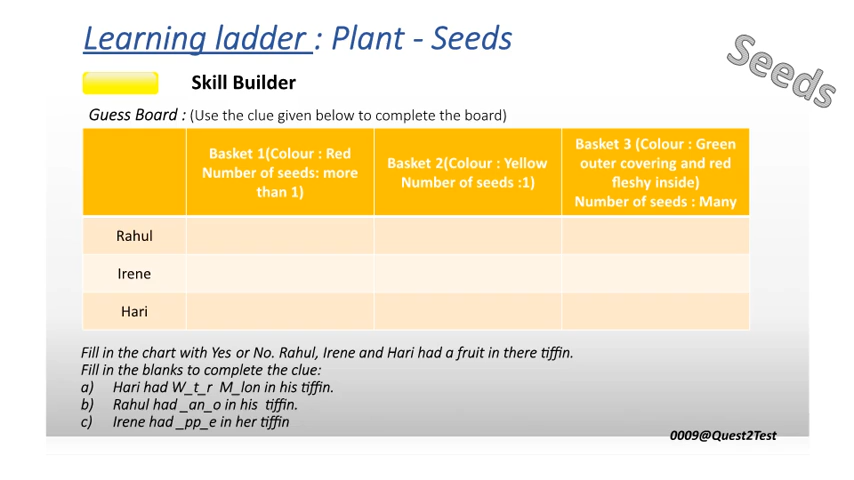 Learning ladder : Plant - Seeds
Seeds
Skill Builder
Guess Board : (Use the clue given below to complete the board)
Basket 1(Colour : Red
Number of seeds: more
than 1)
Basket 2(Colour : Yellow
Number of seeds :1)
Basket 3 (Colour : Green
outer covering and red
fleshy inside)
Number of seeds : Many
Rahul
Irene
Hari
Fill in the chart with Yes or No. Rahul, Irene and Hari had a fruit in there tiffin.
Fill in the blanks to complete the clue:
a) Hari had W_t_r M_lon in his tiffin.
b) Rahul had _an_o in his tiffin.
c) Irene had _pp_e in her tiffin
0009@Quest2Test